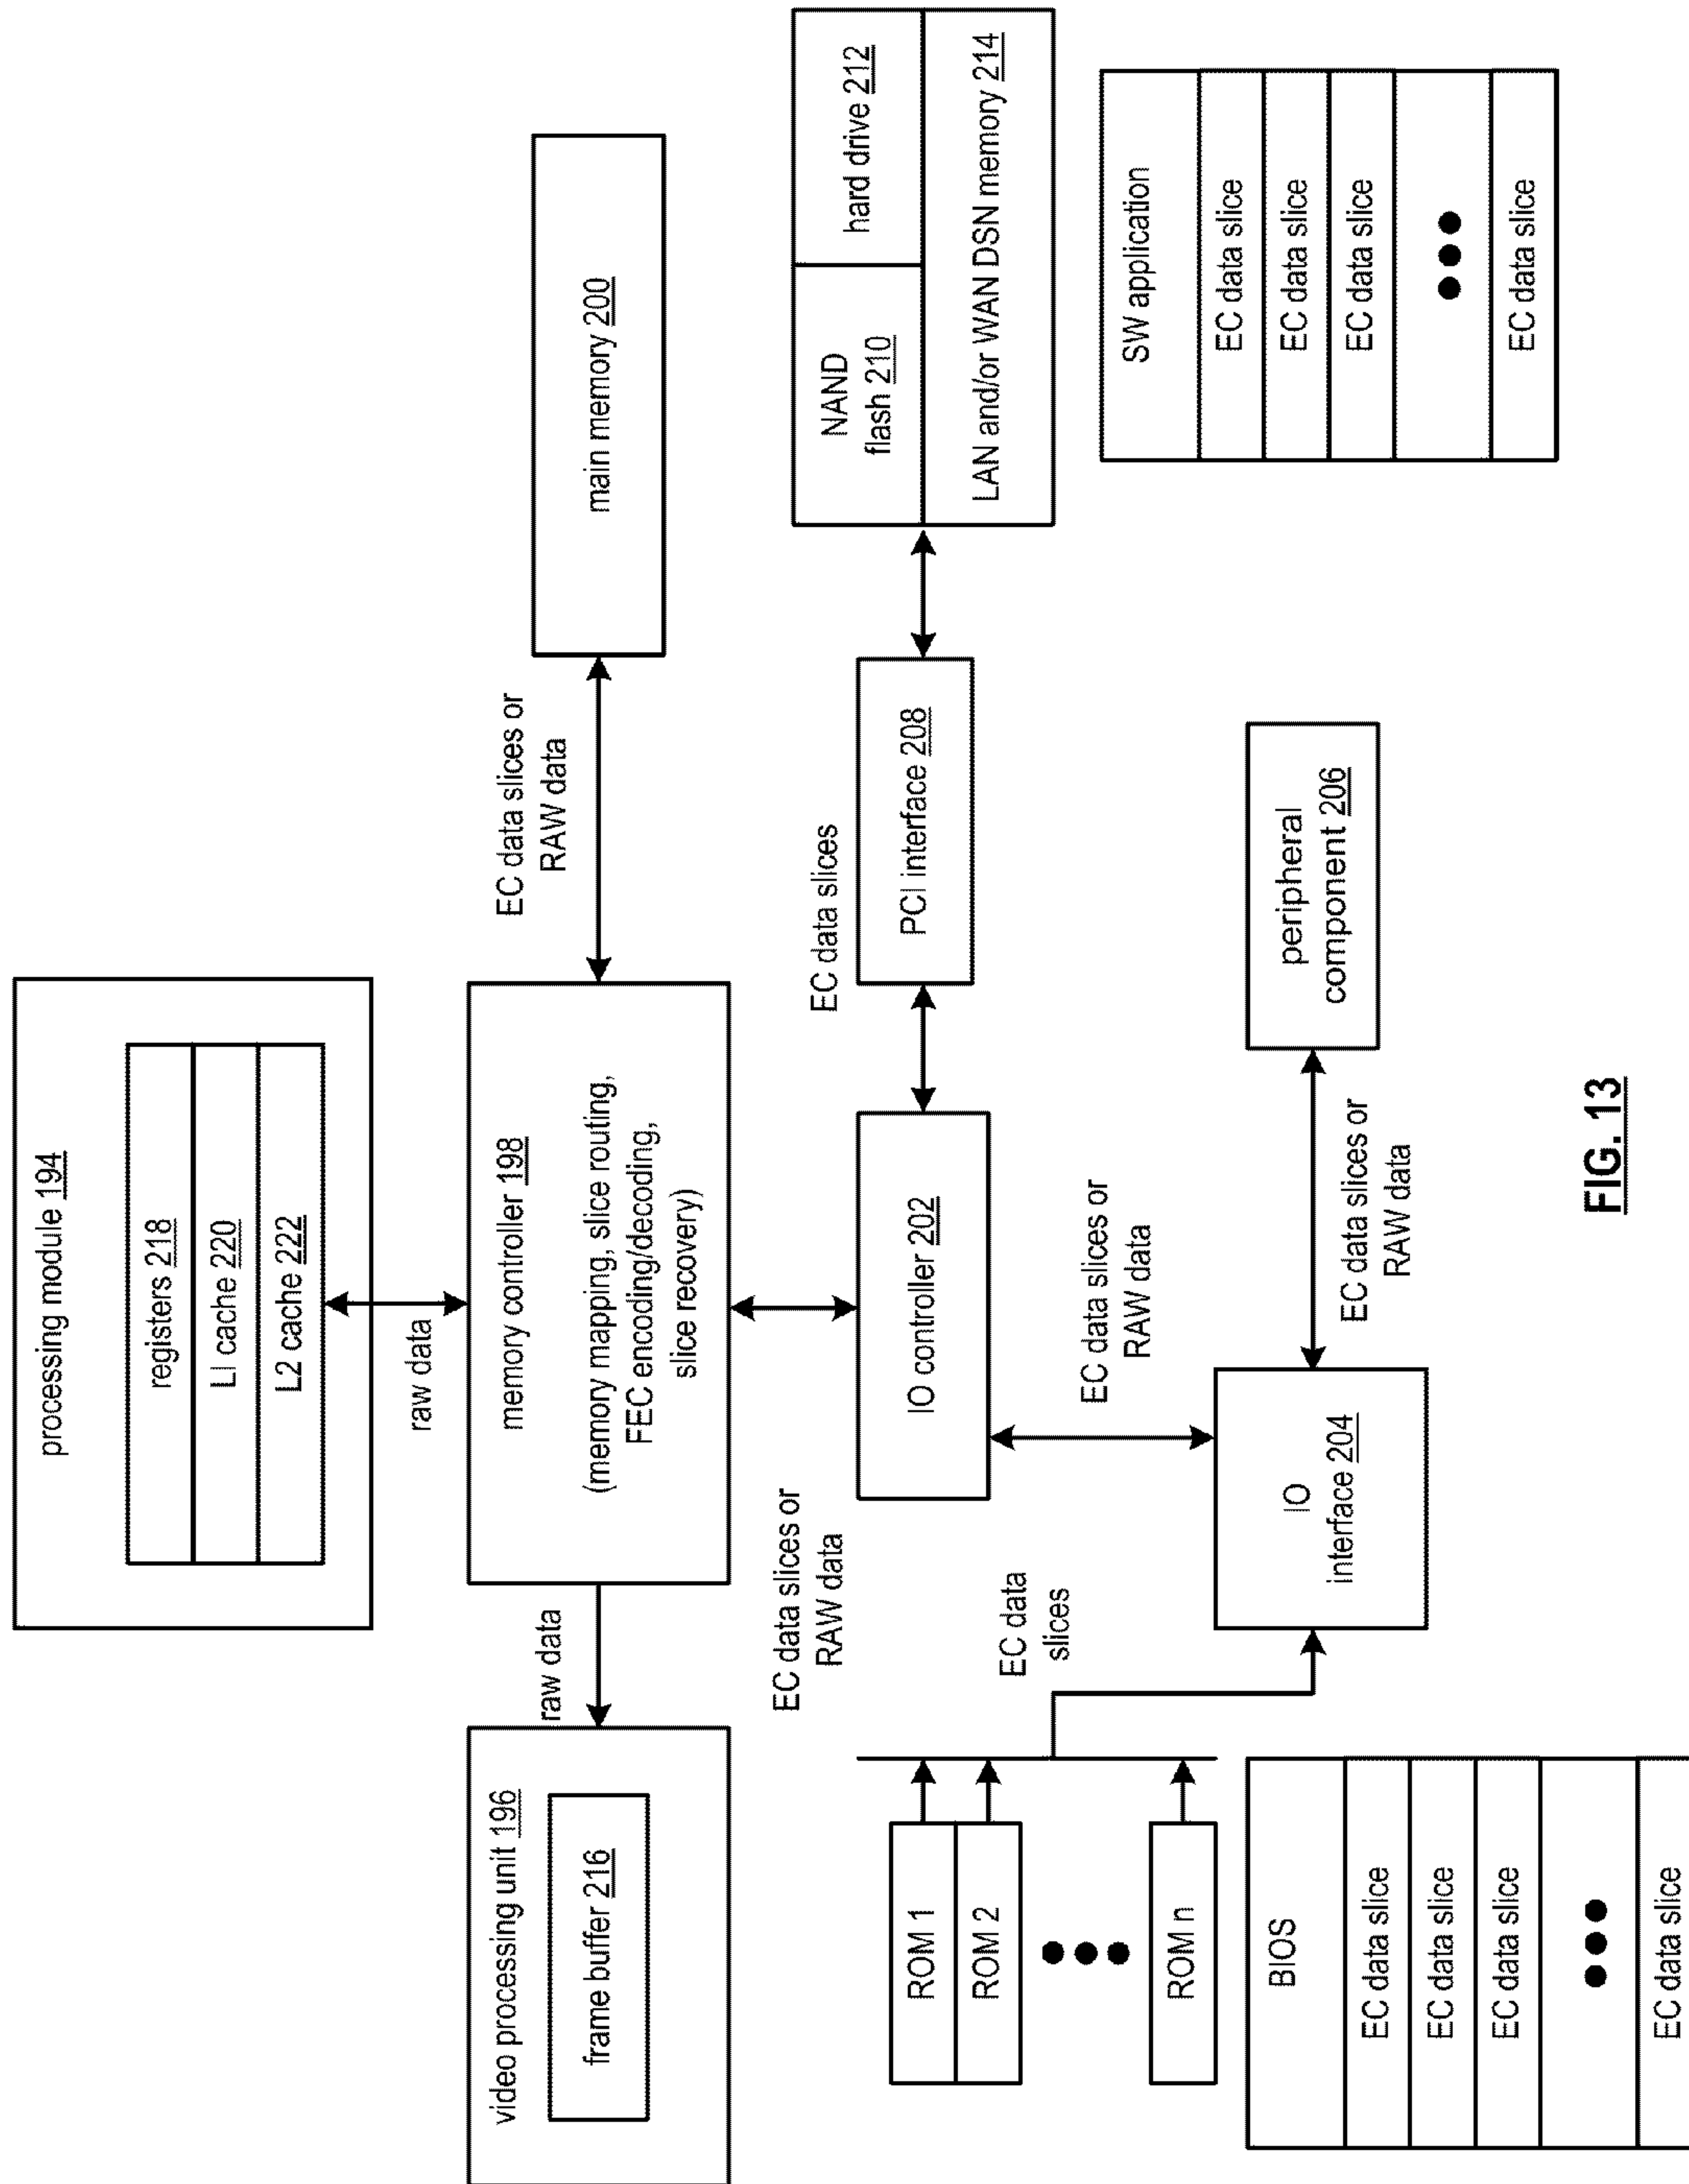 processing module 194
registers 218
LI cache 220
L2 cache 222
raw data
video processing unit 196
frame buffer 216
raw data
memory controller 198
(memory mapping, slice routing,
FEC encoding/decoding,
slice recovery)
EC data slices or
RAW data
main memory 200
EC data slices or
RAW data
IO controller 202
EC data slices
PCI interface 208
NAND
flash 210
hard drive 212
LAN and/or WAN DSN memory 214
ROM 1
ROM 2
ROM n
EC data
slices
EC data slices or
RAW data
IO
interface 204
EC data slices or
RAW data
peripheral
component 206
BIOS
EC data slice
EC data slice
EC data slice
EC data slice
SW application
EC data slice
EC data slice
EC data slice
EC data slice
FIG. 13